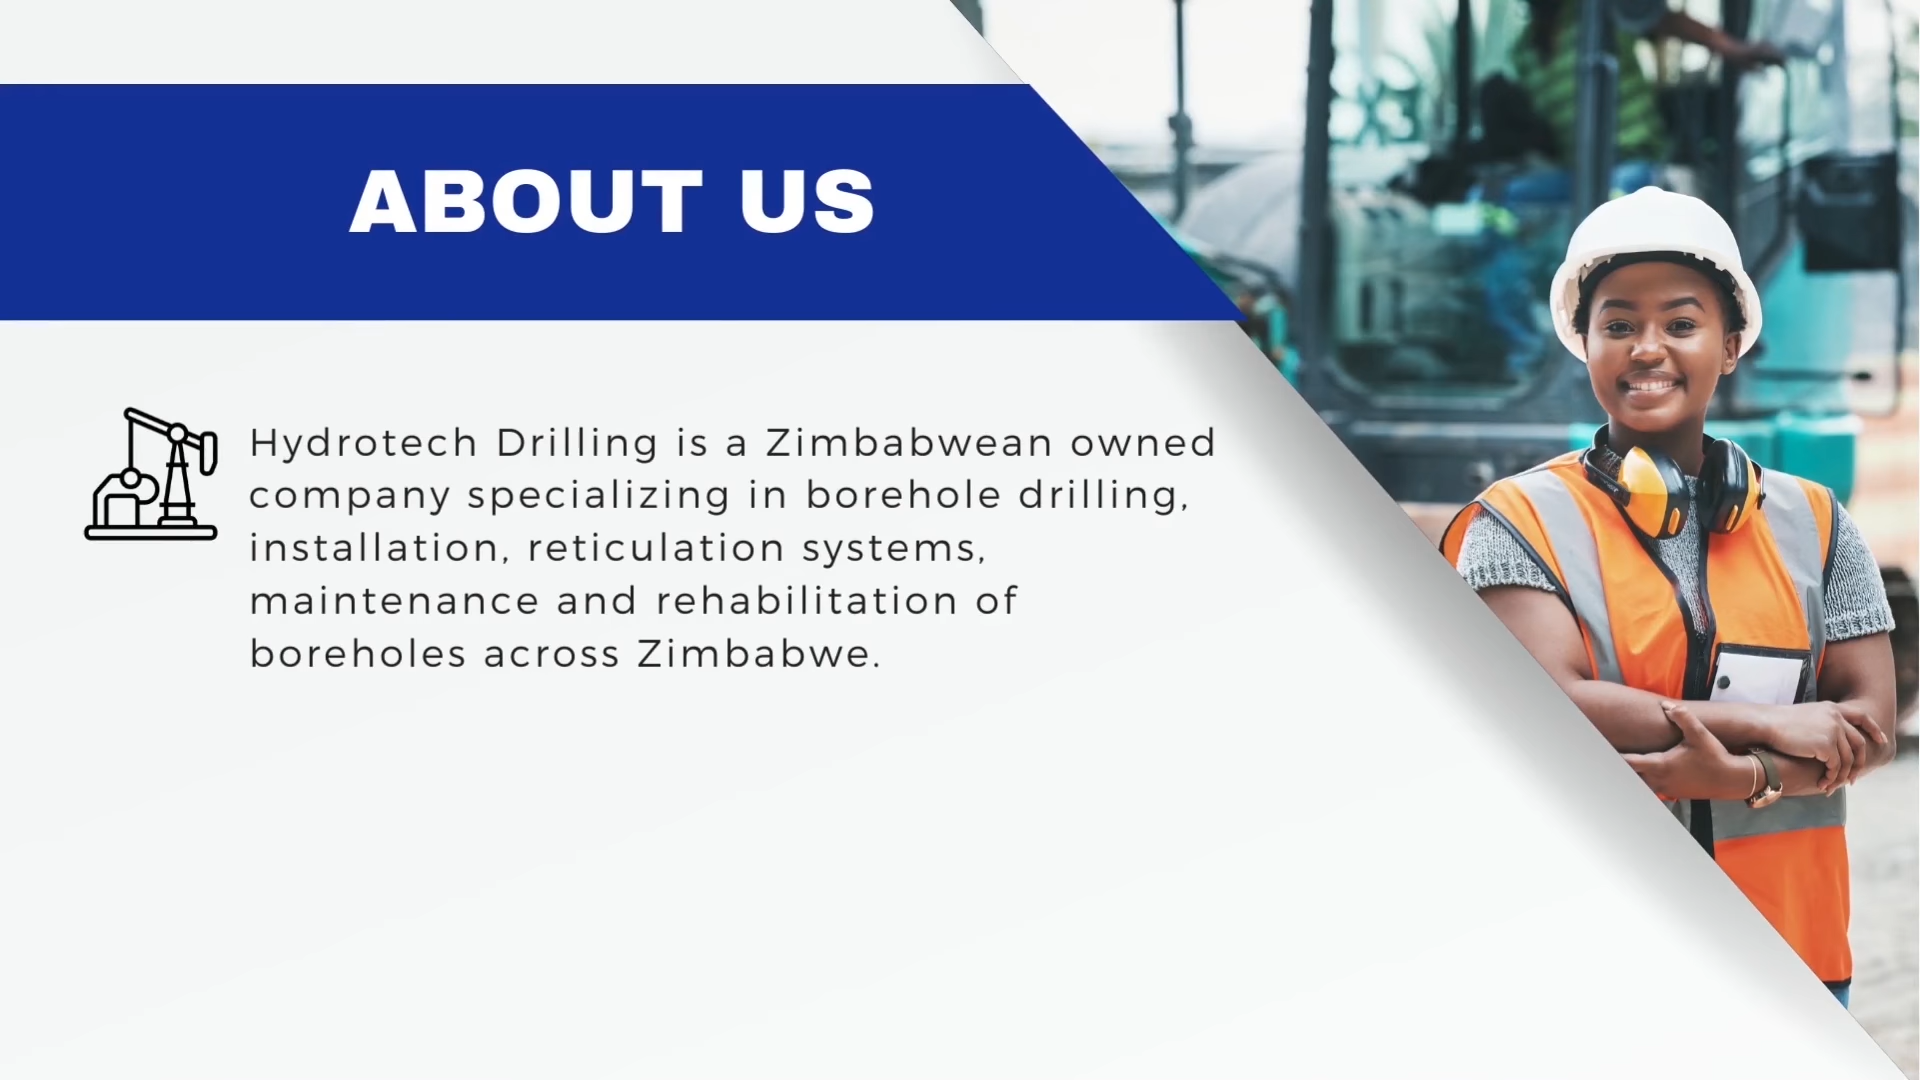 ABOUT US
Hydrotech Drilling is a Zimbabwean owned
company specializing in borehole drilling,
installation, reticulation systems,
maintenance and rehabilitation of
boreholes across Zimbabwe.